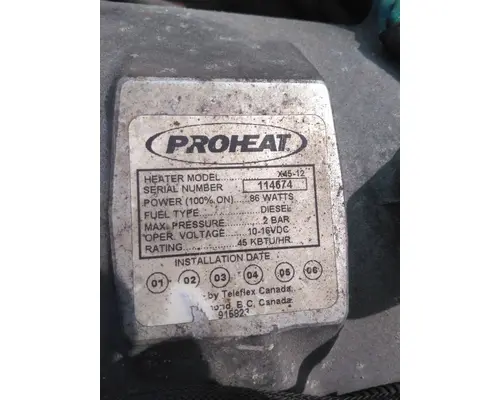 PROHEAT
HEATER MODEL.............X45-12
SERIAL NUMBER 114674
POWER (100% ON).....86 WATTS
FUEL TYPE..................DIESEL
MAX. PRESSURE..........2 BAR
OPER. VOLTAGE.....10-16VDC
RATING..............45 KBTU/HR.
INSTALLATION DATE
01 02 03 04 05 06
by Teleflex Canada
ond, B.C. Canada